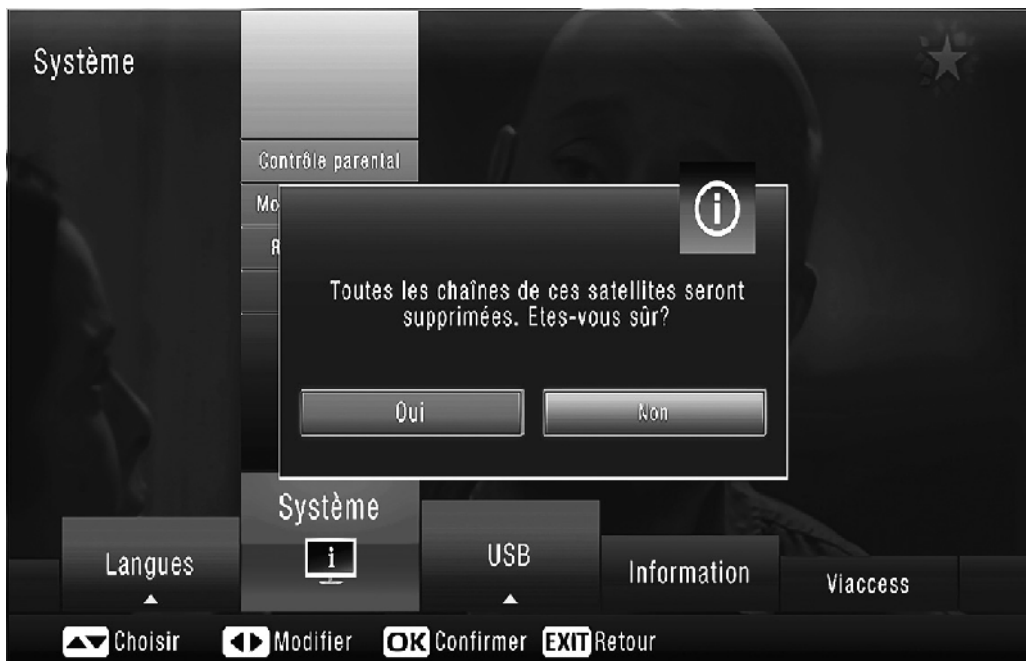 Système
Contrôle parental
Mo
R
Toutes les chaînes de ces satellites seront
supprimées. Etes-vous sûr?
Oui
Non
Système
Langues
USB
Information
Viaccess
Choisir
Modifier
OK Confirmer
EXIT Retour